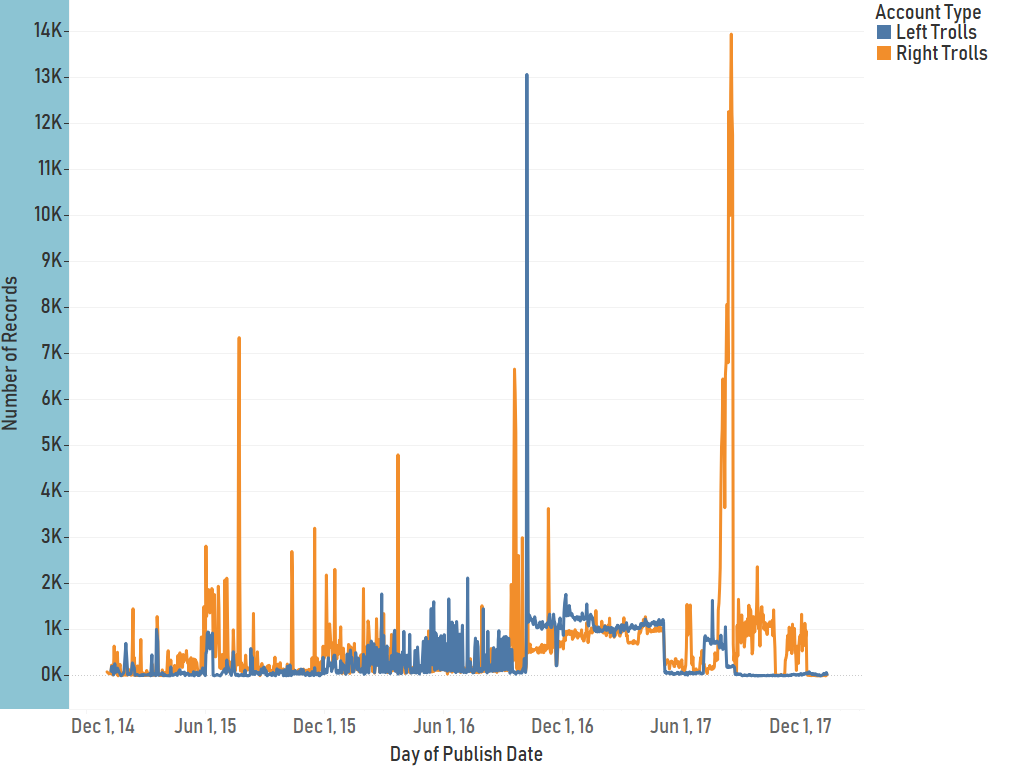 Account Type
Left Trolls
Right Trolls
14K
13K
12K
11K
10K
9K
8K
7K
6K
5K
4K
3K
2K
1K
0K
Number of Records
Dec 1, 14 Jun 1, 15 Dec 1, 15 Jun 1, 16 Dec 1, 16 Jun 1, 17 Dec 1, 17
Day of Publish Date